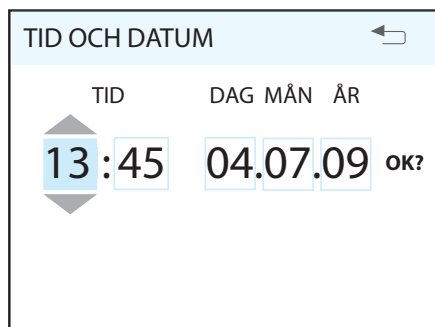 TID OCH DATUM
TID DAG MÅN ÅR
13:45 04.07.09 OK?